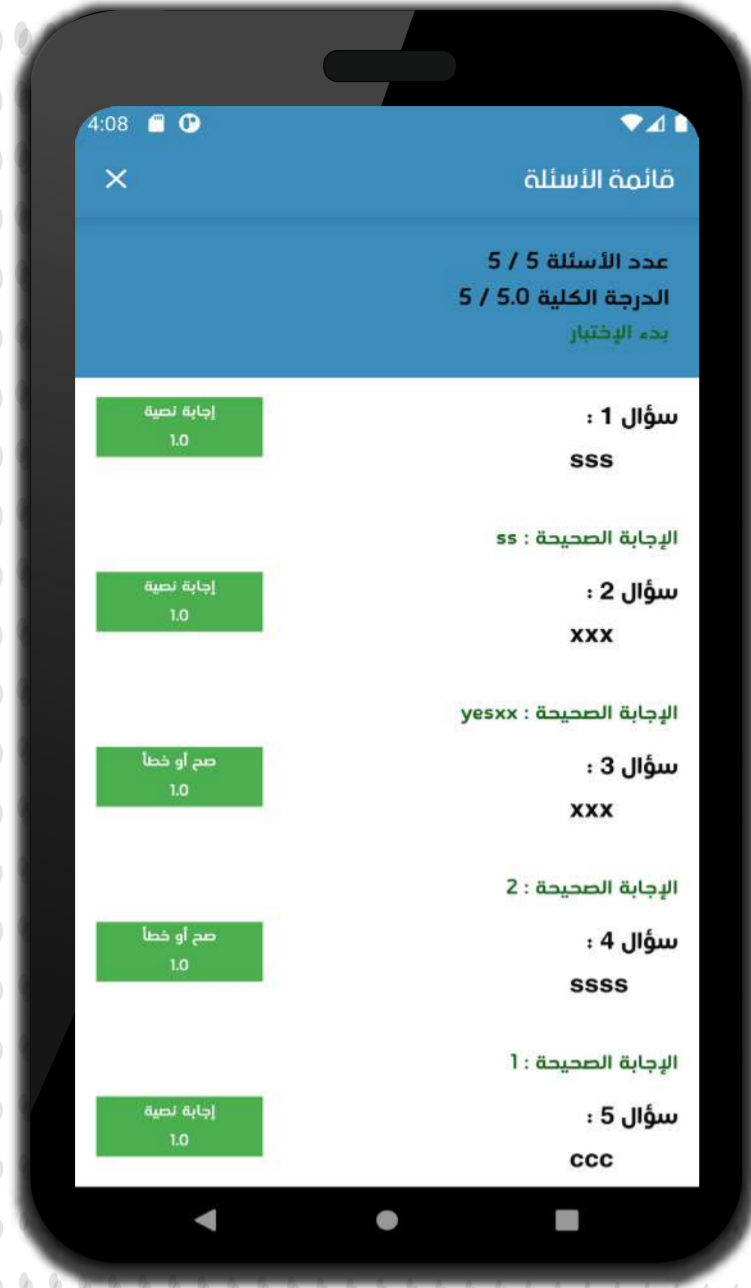 4:08
قائمة الأسئلة
عدد الأسئلة 5 / 5
الدرجة الكلية 5.0 / 5
بدء الإختبار
سؤال 1 :
إجابة نصية
1.0
sss
الإجابة الصحيحة : ss
سؤال 2 :
إجابة نصية
1.0
xxx
الإجابة الصحيحة : yesxx
سؤال 3 :
صح أو خطأ
1.0
xxx
الإجابة الصحيحة : 2
سؤال 4 :
صح أو خطأ
1.0
ssss
الإجابة الصحيحة : 1
سؤال 5 :
إجابة نصية
1.0
ccc